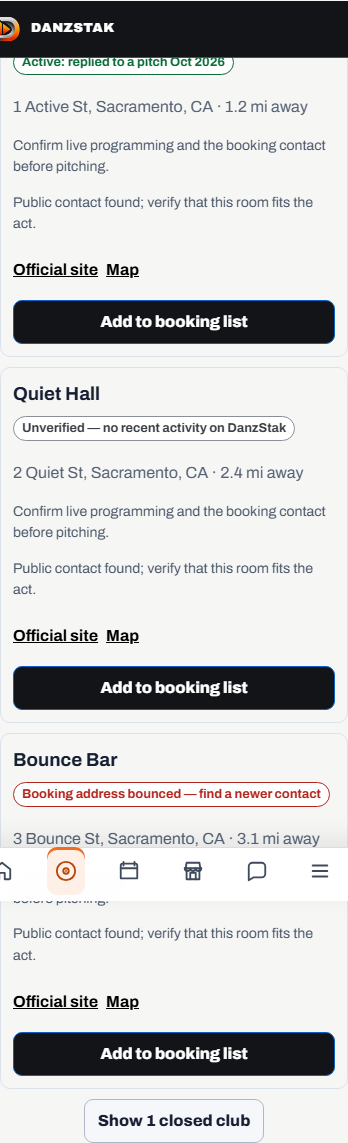 DANZSTAK
Active: replied to a pitch Oct 2026
1 Active St, Sacramento, CA · 1.2 mi away
Confirm live programming and the booking contact
before pitching.
Public contact found; verify that this room fits the
act.
Official site Map
Add to booking list
Quiet Hall
Unverified — no recent activity on DanzStak
2 Quiet St, Sacramento, CA · 2.4 mi away
Confirm live programming and the booking contact
before pitching.
Public contact found; verify that this room fits the
act.
Official site Map
Add to booking list
Bounce Bar
Booking address bounced — find a newer contact
3 Bounce St, Sacramento, CA · 3.1 mi away
before pitching.
Public contact found; verify that this room fits the
act.
Official site Map
Add to booking list
Show 1 closed club